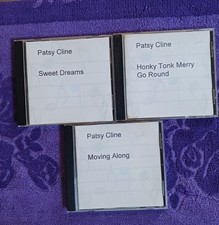 Patsy Cline
Sweet Dreams
Patsy Cline
Honky Tonk Merry
Go Round
Patsy Cline
Moving Along